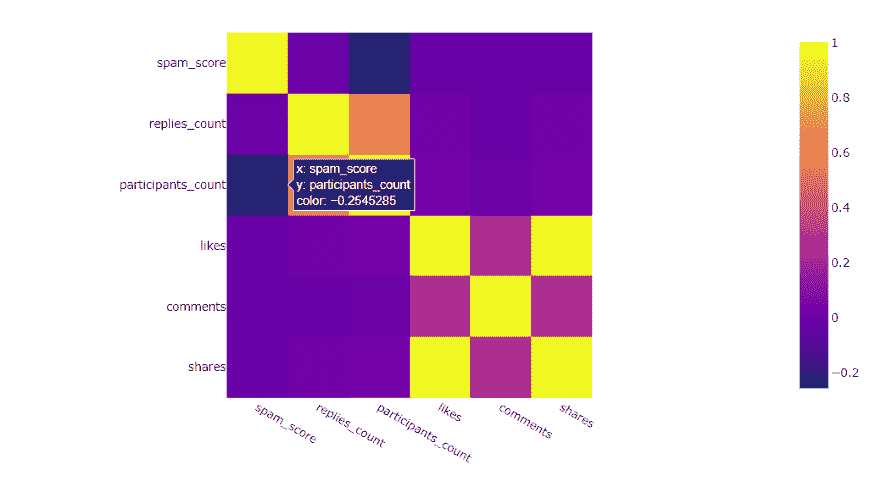 spam_score
replies_count
participants_count
likes
comments
shares
x: spam_score
y: participants_count
color: −0.2545285
spam_score
replies_count
participants_count
likes
comments
shares
1
0.8
0.6
0.4
0.2
0
−0.2